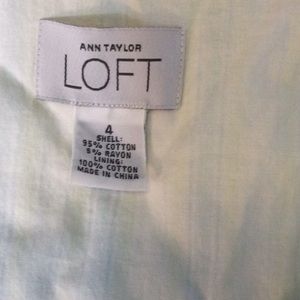 ANN TAYLOR
LOFT
4
SHELL:
95% COTTON
5% RAYON
LINING:
100% COTTON
MADE IN CHINA